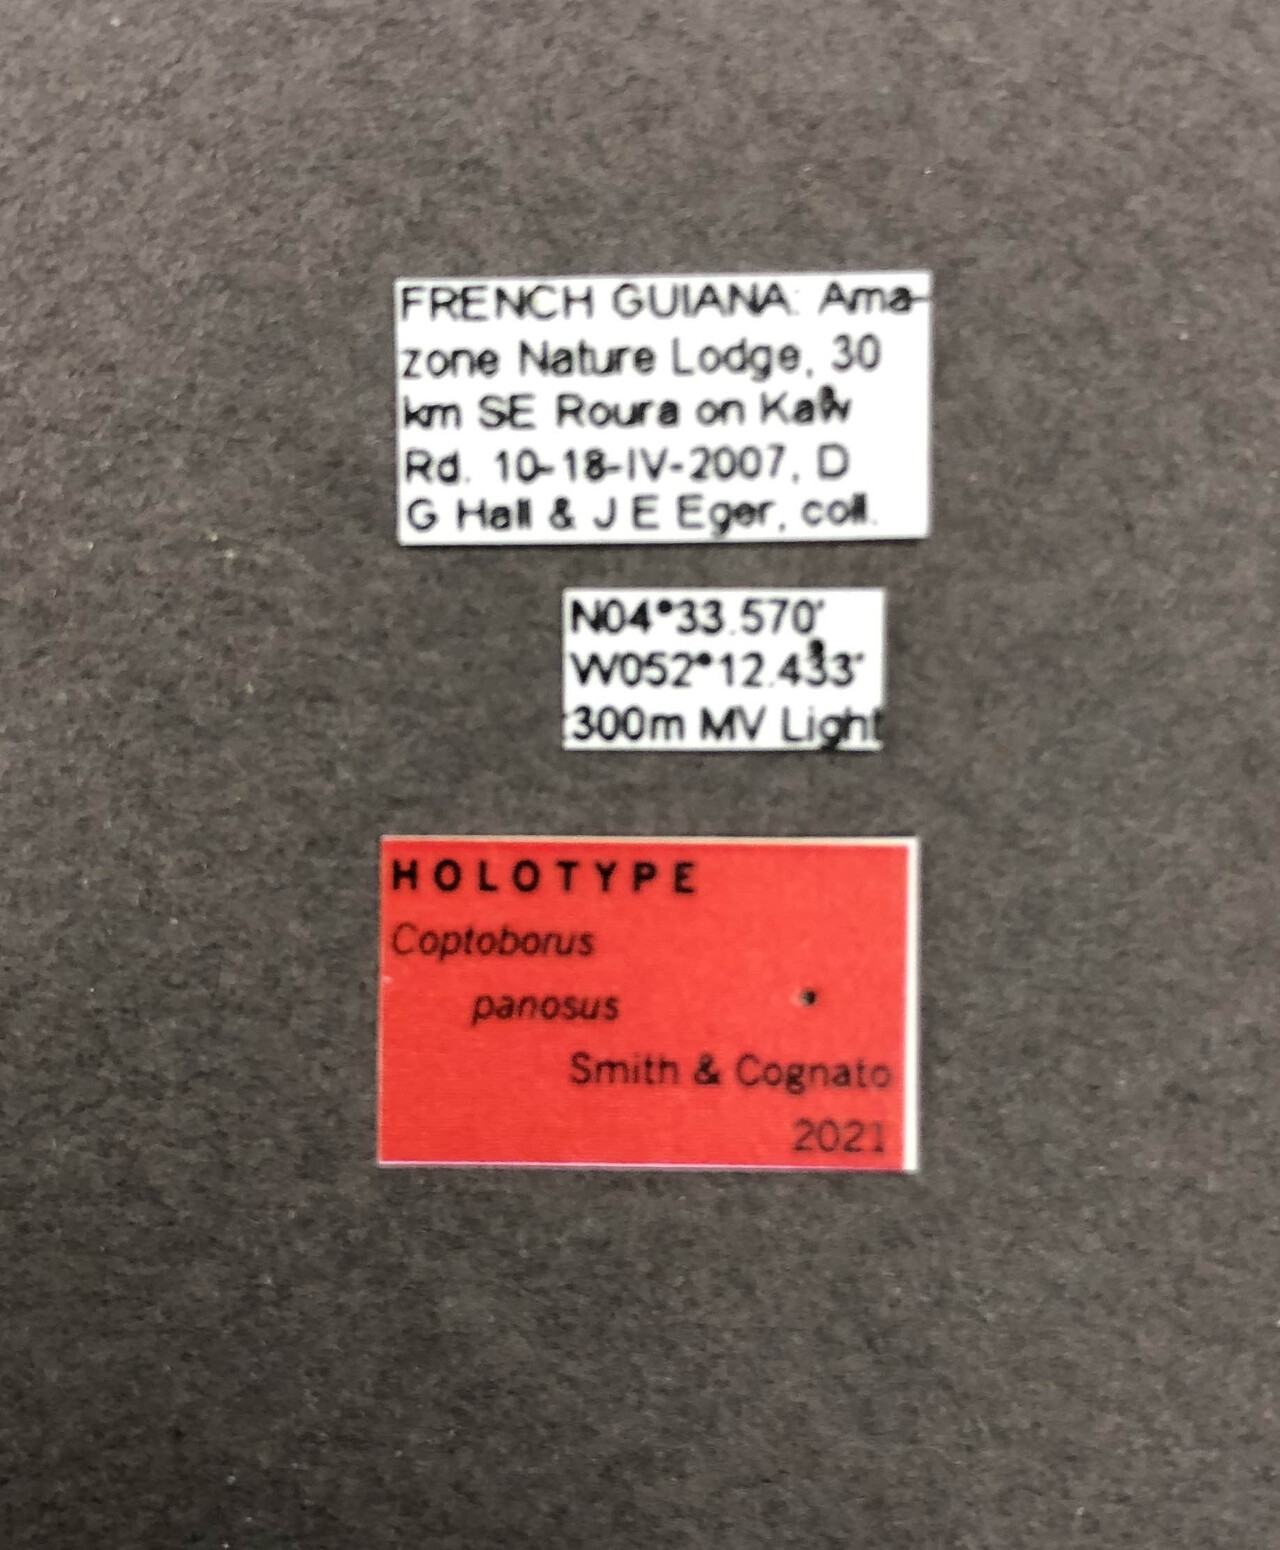 FRENCH GUIANA: Ama-
zone Nature Lodge, 30
km SE Roura on Kaw
Rd. 10-18-IV-2007, D
G Hall & J E Eger, coll.
N04°33.570'
W052°12.433'
300m MV Light
HOLOTYPE
Coptoborus
panosus
Smith & Cognato
2021